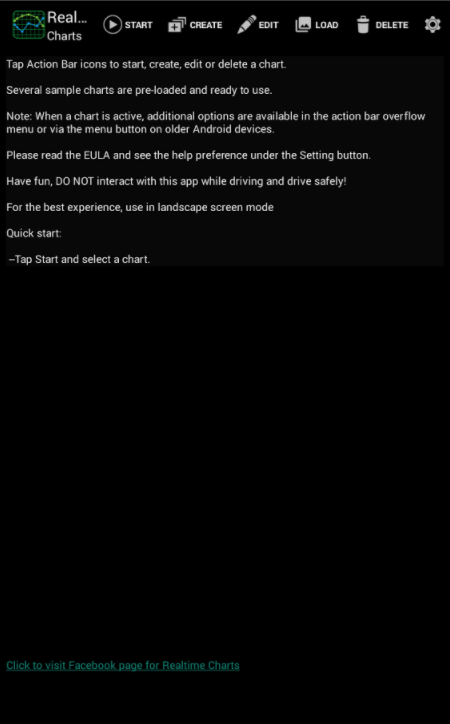 Real...
Charts
START
CREATE
EDIT
LOAD
DELETE
Tap Action Bar icons to start, create, edit or delete a chart.
Several sample charts are pre-loaded and ready to use.
Note: When a chart is active, additional options are available in the action bar overflow
menu or via the menu button on older Android devices.
Please read the EULA and see the help preference under the Setting button.
Have fun, DO NOT interact with this app while driving and drive safely!
For the best experience, use in landscape screen mode
Quick start:
–Tap Start and select a chart.
Click to visit Facebook page for Realtime Charts